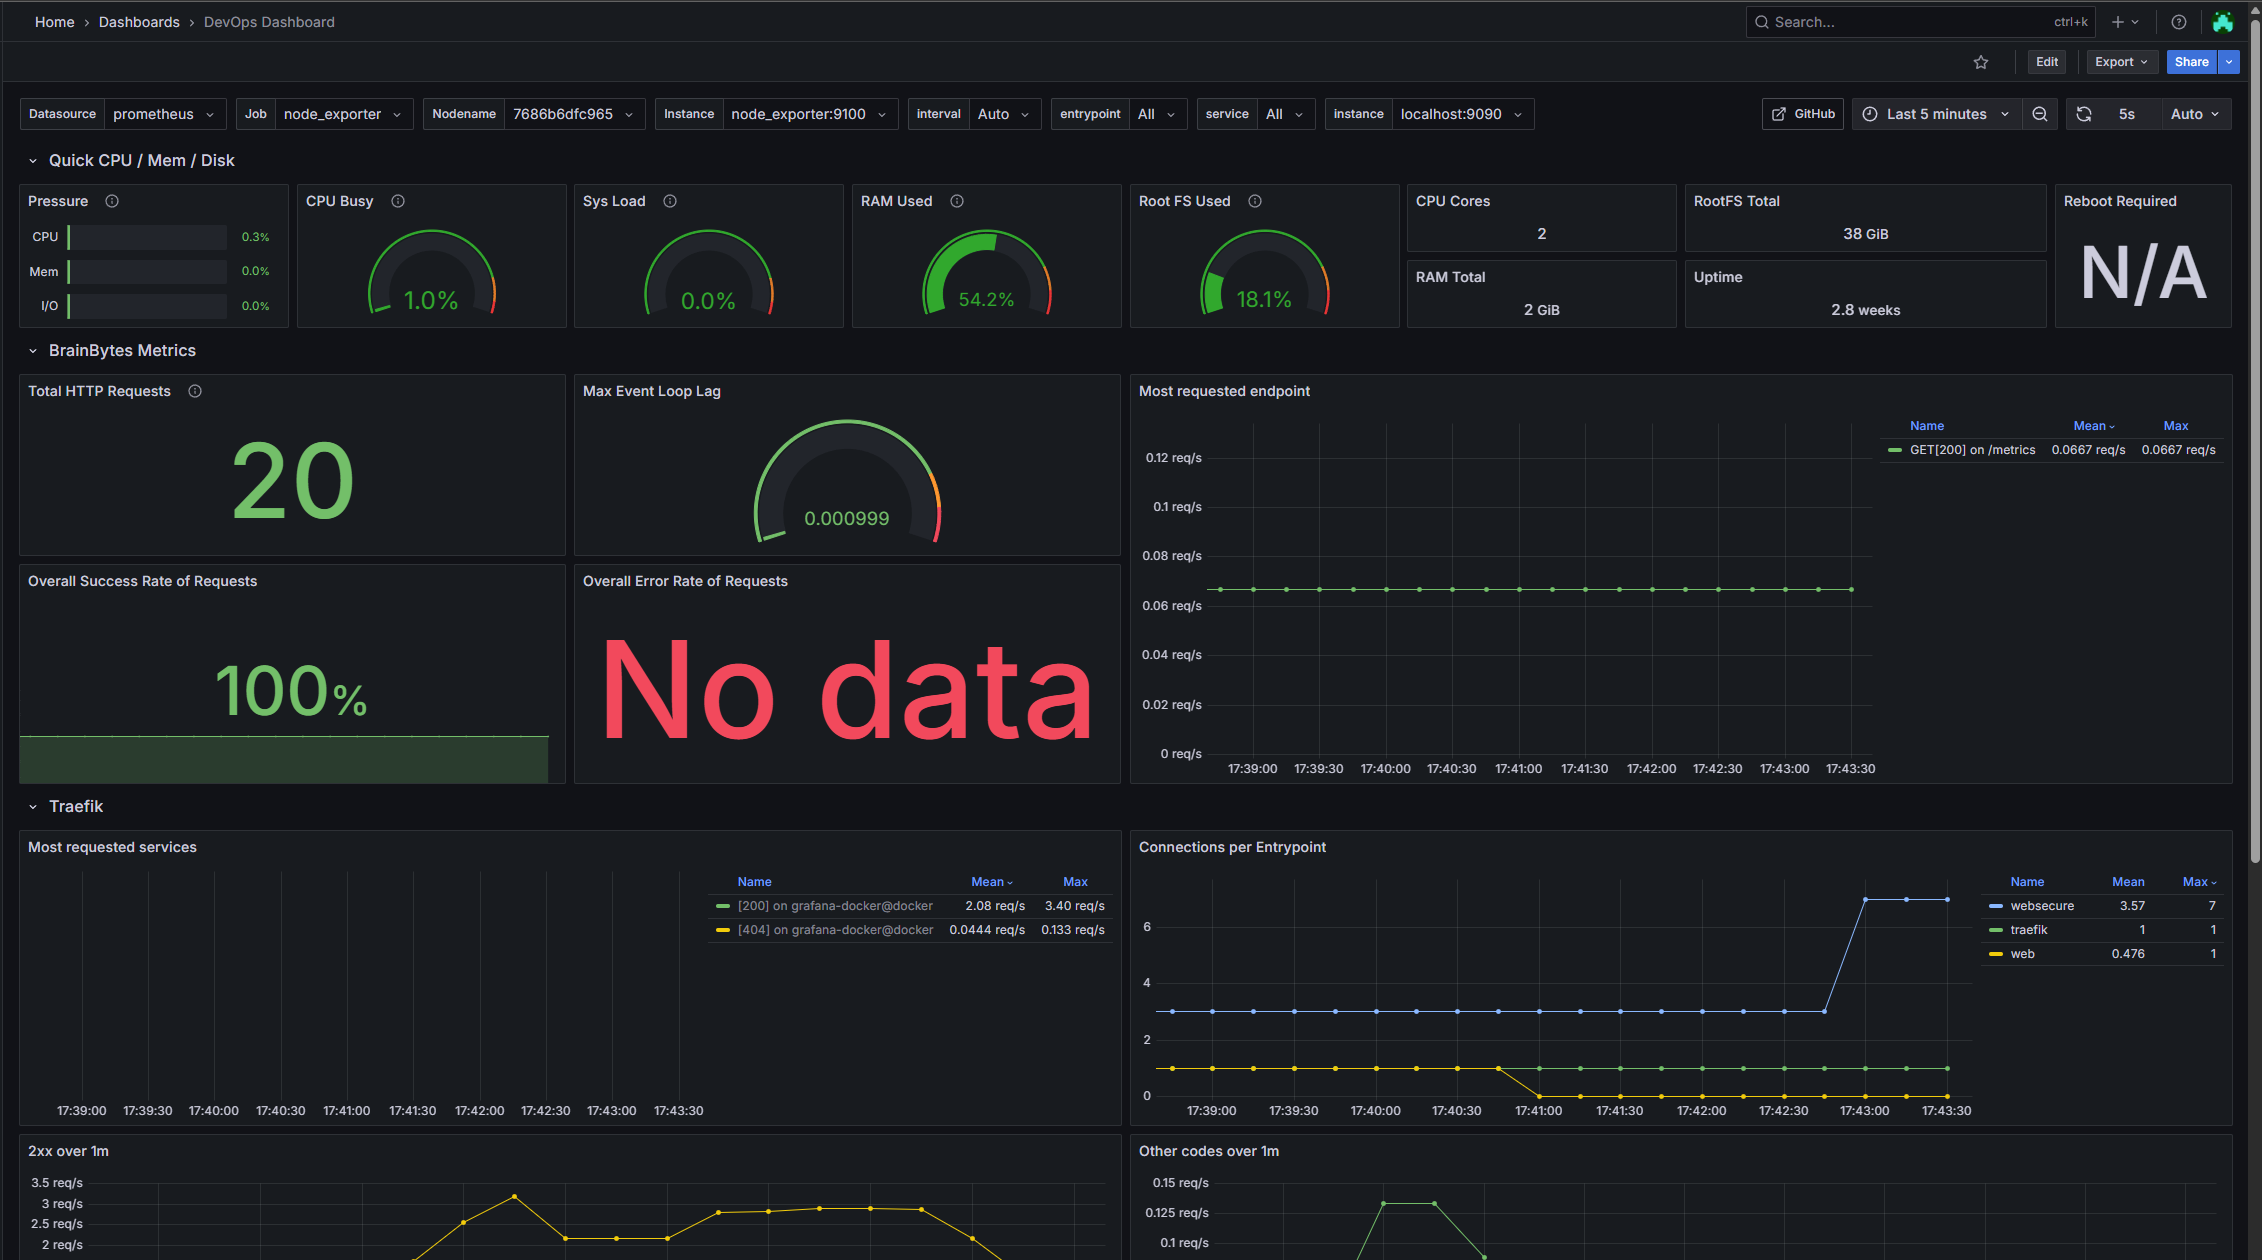 Home › Dashboards › DevOps Dashboard
Search... ctrl+k
Edit Export Share
Datasource prometheus Job node_exporter Nodename 7686b6dfc965 Instance node_exporter:9100 interval Auto entrypoint All service All instance localhost:9090 GitHub Last 5 minutes 5s Auto
Quick CPU / Mem / Disk
Pressure
CPU 0.3%
Mem 0.0%
I/O 0.0%
CPU Busy
1.0%
Sys Load
0.0%
RAM Used
54.2%
Root FS Used
18.1%
CPU Cores
2
RAM Total
2 GiB
RootFS Total
38 GiB
Uptime
2.8 weeks
Reboot Required
N/A
BrainBytes Metrics
Total HTTP Requests
20
Max Event Loop Lag
0.000999
Overall Success Rate of Requests
100%
Overall Error Rate of Requests
No data
Most requested endpoint
0.12 req/s
0.1 req/s
0.08 req/s
0.06 req/s
0.04 req/s
0.02 req/s
0 req/s
17:39:00 17:39:30 17:40:00 17:40:30 17:41:00 17:41:30 17:42:00 17:42:30 17:43:00 17:43:30
Name Mean Max
GET[200] on /metrics 0.0667 req/s 0.0667 req/s
Traefik
Most requested services
17:39:00 17:39:30 17:40:00 17:40:30 17:41:00 17:41:30 17:42:00 17:42:30 17:43:00 17:43:30
Name Mean Max
[200] on grafana-docker@docker 2.08 req/s 3.40 req/s
[404] on grafana-docker@docker 0.0444 req/s 0.133 req/s
Connections per Entrypoint
6
4
2
0
17:39:00 17:39:30 17:40:00 17:40:30 17:41:00 17:41:30 17:42:00 17:42:30 17:43:00 17:43:30
Name Mean Max
websecure 3.57 7
traefik 1 1
web 0.476 1
2xx over 1m
3.5 req/s
3 req/s
2.5 req/s
2 req/s
Other codes over 1m
0.15 req/s
0.125 req/s
0.1 req/s